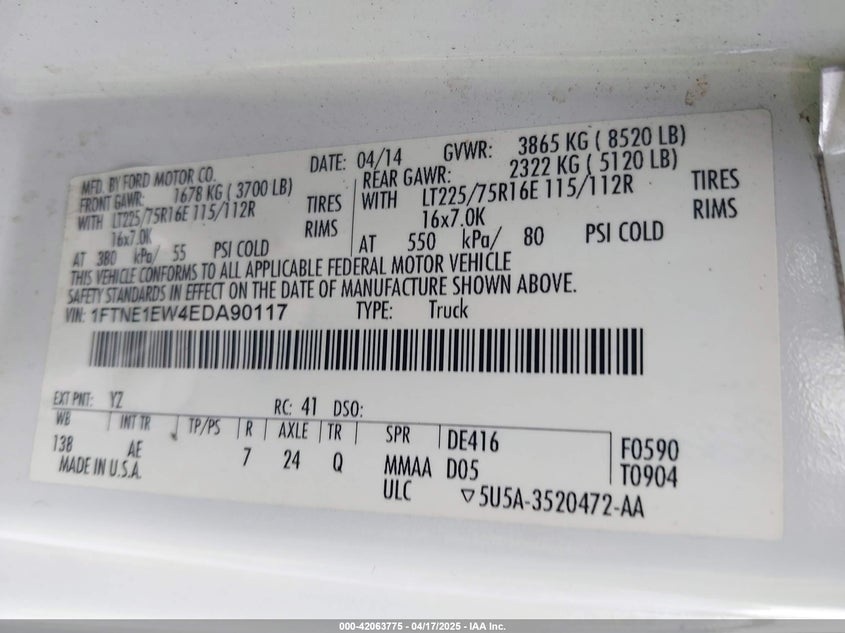 MFD. BY FORD MOTOR CO. DATE: 04/14 GVWR: 3865 KG ( 8520 LB)
FRONT GAWR: 1678 KG ( 3700 LB) REAR GAWR: 2322 KG ( 5120 LB)
WITH LT225/75R16E 115/112R TIRES WITH LT225/75R16E 115/112R TIRES
16x7.0K RIMS 16x7.0K RIMS
AT 380 kPa/ 55 PSI COLD AT 550 kPa/ 80 PSI COLD
THIS VEHICLE CONFORMS TO ALL APPLICABLE FEDERAL MOTOR VEHICLE
SAFETY STANDARDS IN EFFECT ON THE DATE OF MANUFACTURE SHOWN ABOVE.
VIN: 1FTNE1EW4EDA90117 TYPE: Truck
EXT PNT: YZ RC: 41 DSO:
WB INT TR TP/PS R AXLE TR SPR DE416 F0590
138 AE 7 24 Q MMAA D05 T0904
MADE IN U.S.A. ULC ▽5U5A-3520472-AA
000-42063775 - 04/17/2025 - IAA Inc.